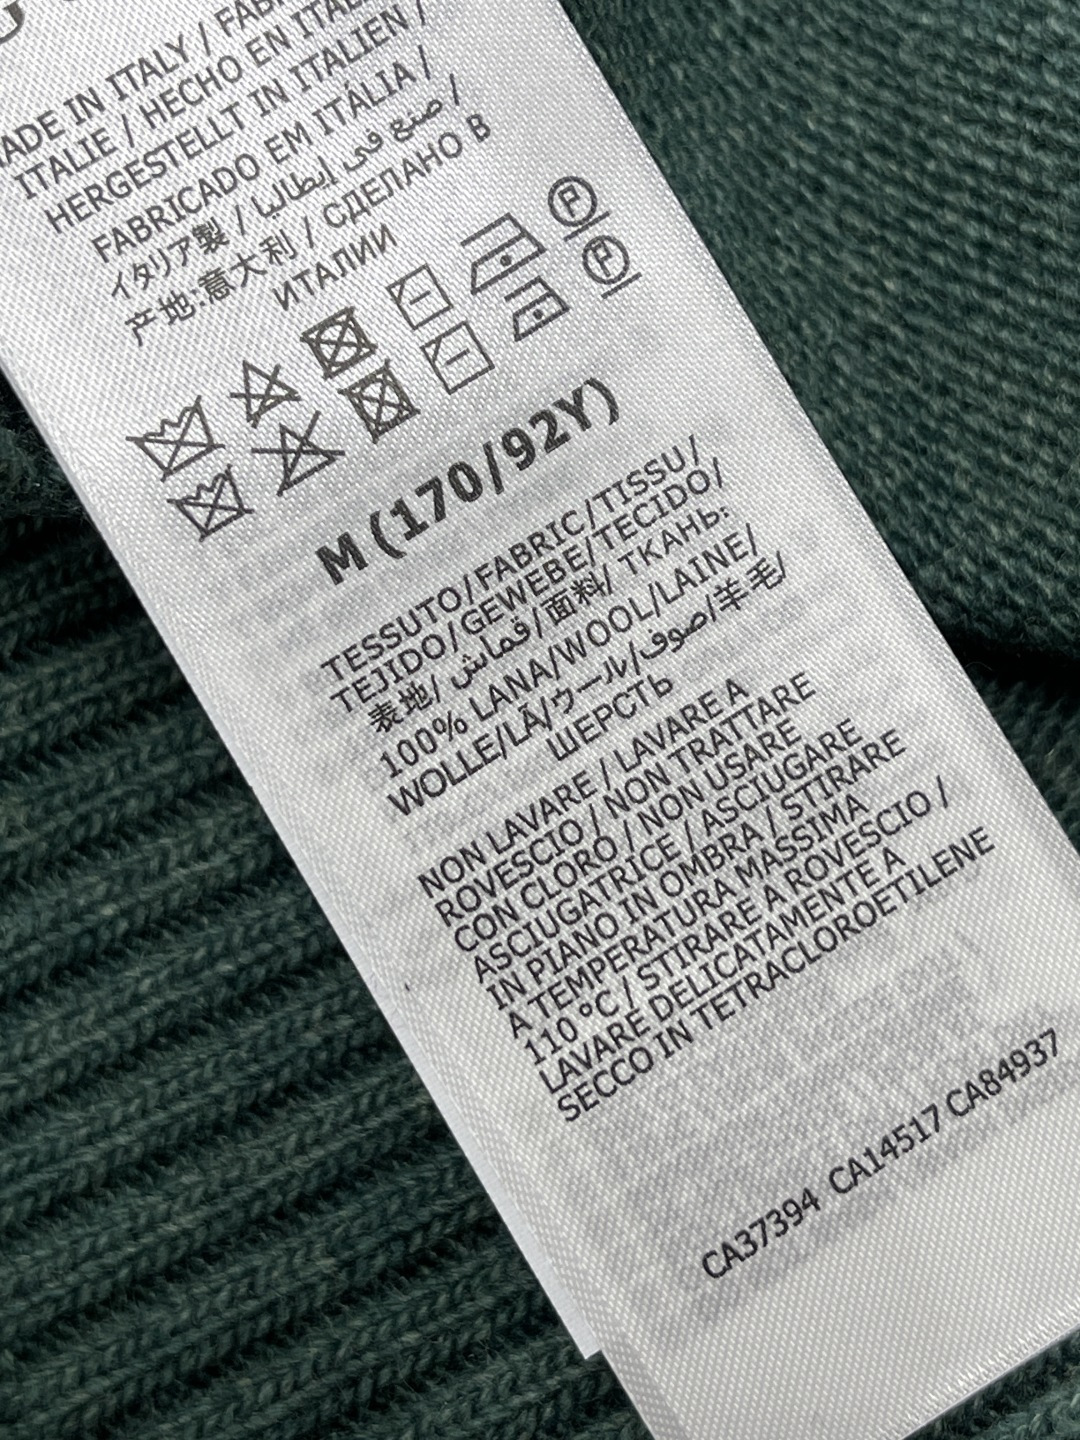 MADE IN ITALY / FAB
ITALIE / HECHO EN ITAL
HERGESTELLT IN ITALIEN /
FABRICADO EM ITÁLIA /
イタリア製 / صنع في إيطاليا /
产地:意大利 / СДЕЛАНО В
ИТАЛИИ
M (170/92Y)
TESSUTO/FABRIC/TISSU/
TEJIDO/GEWEBE/TECIDO/
表地/ قماش/面料/ ТКАНЬ:
100% LANA/WOOL/LAINE/
WOLLE/LÃ/ウール/صوف/羊毛/
ШЕРСТЬ
NON LAVARE / LAVARE A
ROVESCIO / NON TRATTARE
CON CLORO / NON USARE
ASCIUGATRICE / ASCIUGARE
IN PIANO IN OMBRA / STIRARE
A TEMPERATURA MASSIMA
110 °C / STIRARE A ROVESCIO /
LAVARE DELICATAMENTE A
SECCO IN TETRACLOROETILENE
CA37394 CA14517 CA84937